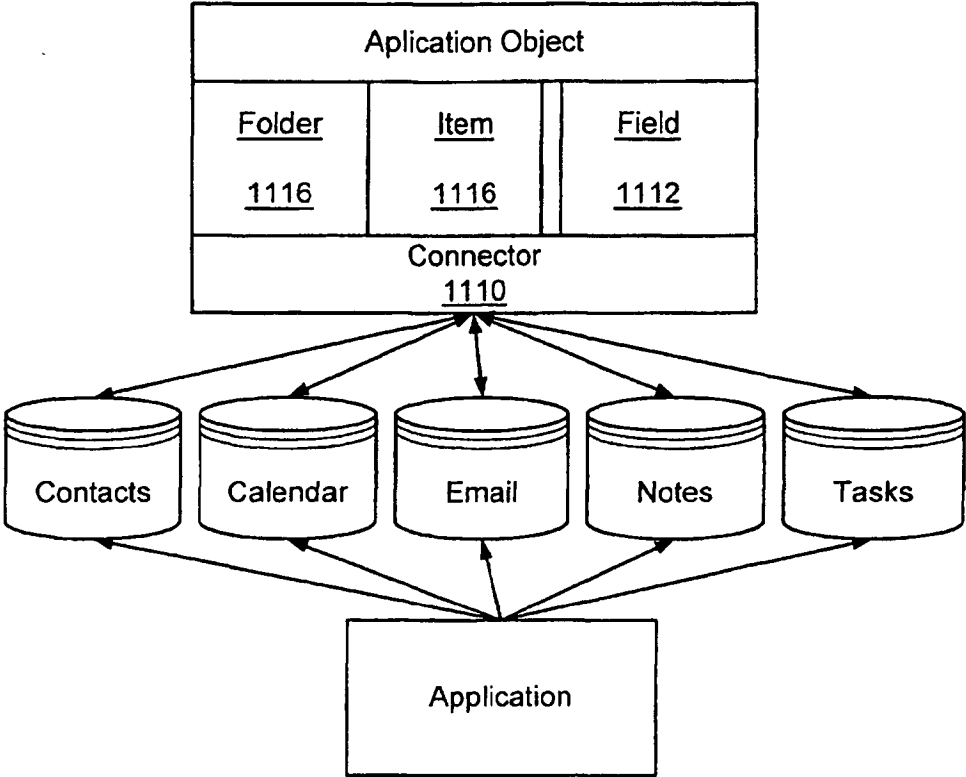 Aplication Object
Folder
Item
Field
1116
1116
1112
Connector
1110
Contacts
Calendar
Email
Notes
Tasks
Application